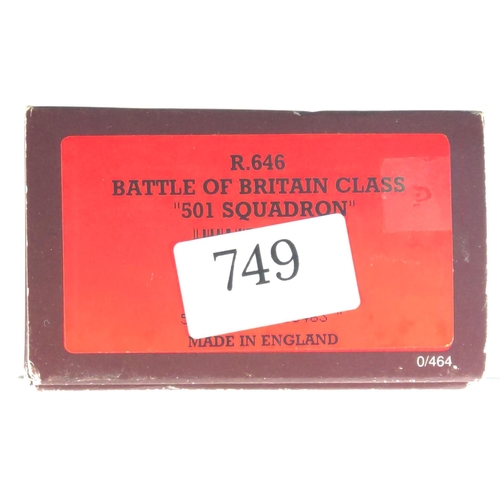 R.646
BATTLE OF BRITAIN CLASS
"501 SQUADRON"
749
MADE IN ENGLAND
0/464